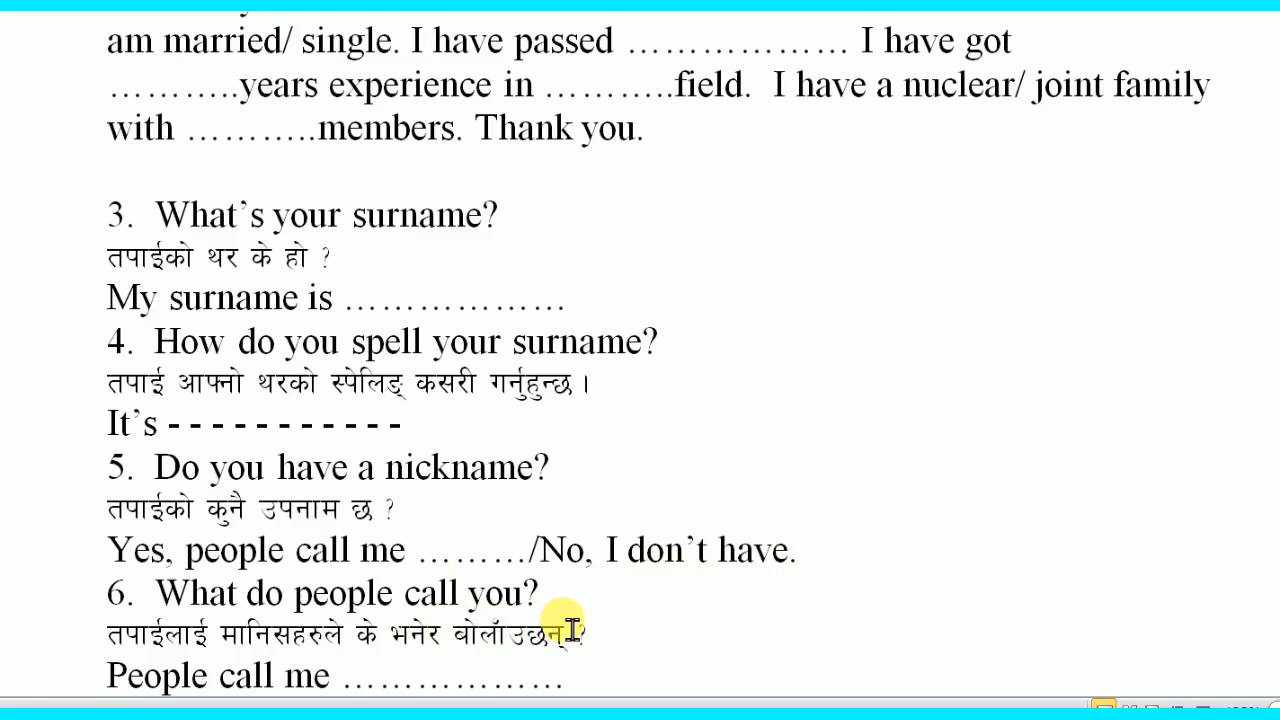 am married/ single. I have passed ……………… I have got
………..years experience in ………..field. I have a nuclear/ joint family
with ………..members. Thank you.
3. What's your surname?
तपाईको थर के हो ?
My surname is ………………
4. How do you spell your surname?
तपाई आफ्नो थरको स्पेलिङ् कसरी गर्नुहुन्छ ।
It's - - - - - - - - - - -
5. Do you have a nickname?
तपाईको कुनै उपनाम छ ?
Yes, people call me ………/No, I don't have.
6. What do people call you?
तपाईलाई मानिसहरुले के भनेर बोलाँउछन् ?
People call me ………………